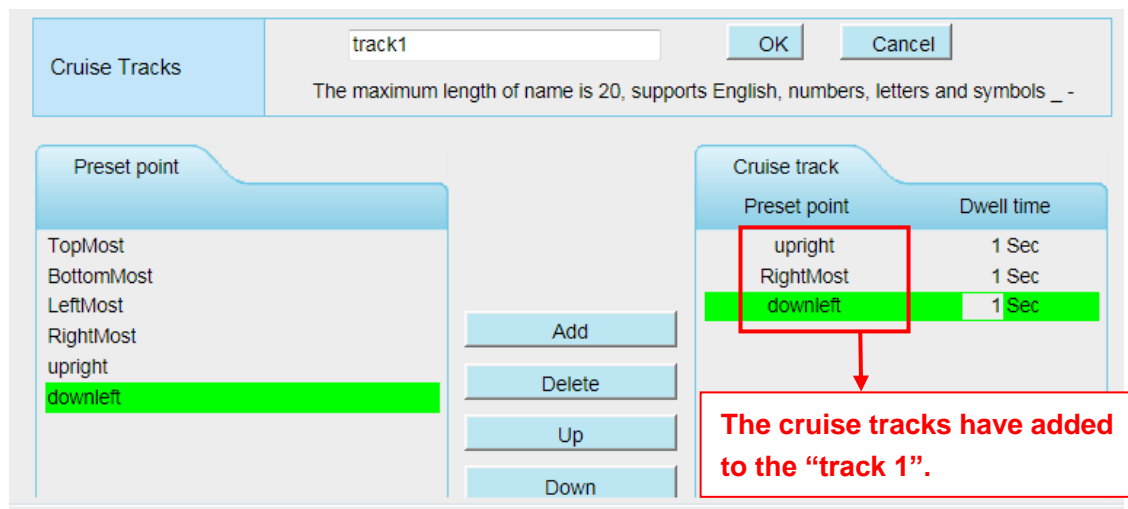 Cruise Tracks
track1
OK
Cancel
The maximum length of name is 20, supports English, numbers, letters and symbols _ -
Preset point
TopMost
BottomMost
LeftMost
RightMost
upright
downleft
Add
Delete
Up
Down
Cruise track
Preset point Dwell time
upright 1 Sec
RightMost 1 Sec
downleft 1 Sec
The cruise tracks have added
to the “track 1”.